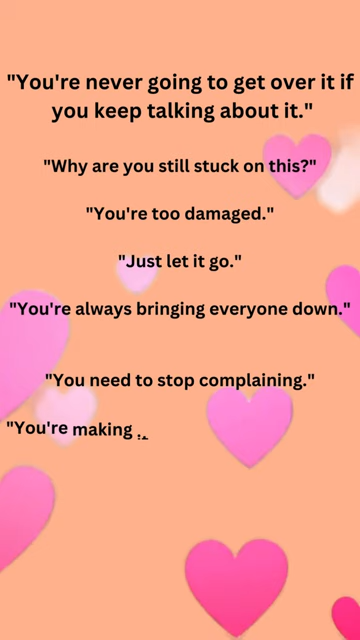 "You're never going to get over it if
you keep talking about it."
"Why are you still stuck on this?"
"You're too damaged."
"Just let it go."
"You're always bringing everyone down."
"You need to stop complaining."
"You're making